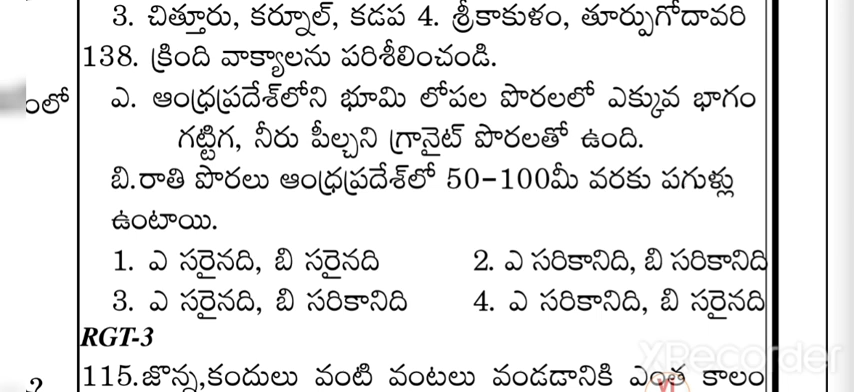 3. చిత్తూరు, కర్నూల్, కడప 4. శ్రీకాకుళం, తూర్పుగోదావరి
138. క్రింది వాక్యాలను పరిశీలించండి.
ఎ. ఆంధ్రప్రదేశ్‌లోని భూమి లోపల పొరలలో ఎక్కువ భాగం
గట్టిగ, నీరు పీల్చని గ్రానైట్ పొరలతో ఉంది.
బి.రాతి పొరలు ఆంధ్రప్రదేశ్‌లో 50-100మీ వరకు పగుళ్లు
ఉంటాయి.
1. ఎ సరైనది, బి సరైనది 2. ఎ సరికానిది, బి సరికానిది
3. ఎ సరైనది, బి సరికానిది 4. ఎ సరికానిది, బి సరైనది
RGT-3
115.జొన్న,కందులు వంటి వంటలు వండడానికి ఎంత కాలం
XRecorder